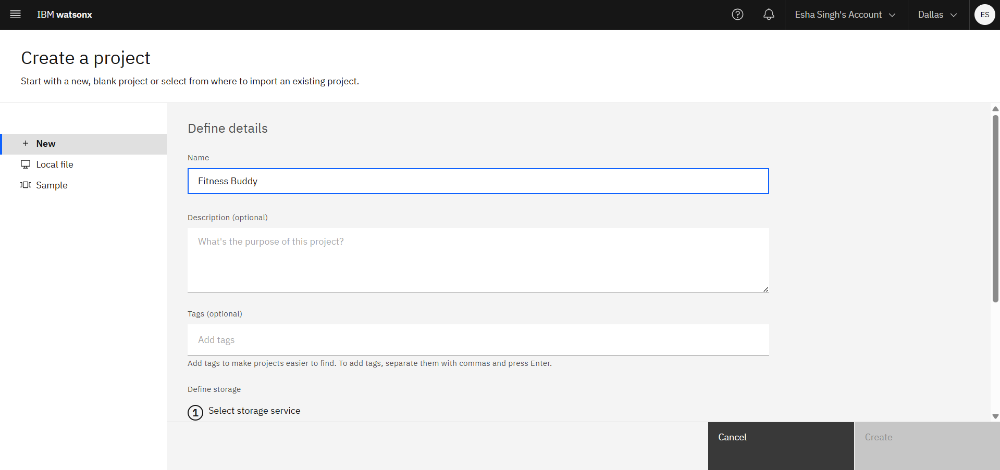 IBM watsonx
Esha Singh's Account
Dallas
ES
Create a project
Start with a new, blank project or select from where to import an existing project.
New
Local file
Sample
Define details
Name
Fitness Buddy
Description (optional)
What's the purpose of this project?
Tags (optional)
Add tags
Add tags to make projects easier to find. To add tags, separate them with commas and press Enter.
Define storage
1 Select storage service
Cancel
Create